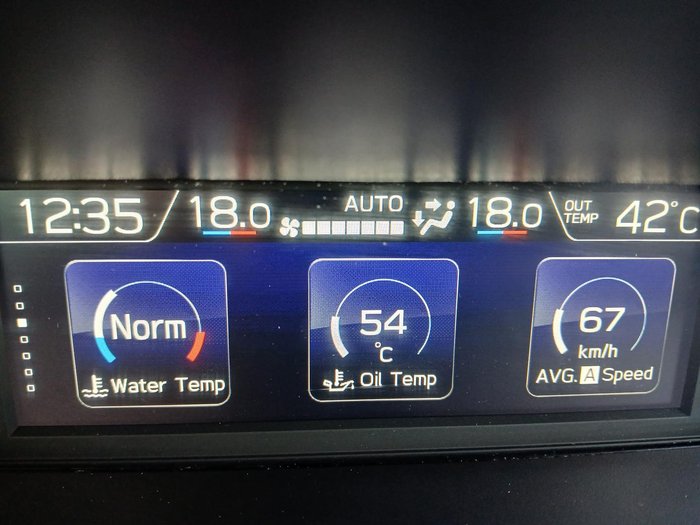 12:35 18.0 AUTO 18.0 OUT TEMP 42°C
Norm
Water Temp
54
°C
Oil Temp
67
km/h
AVG. A Speed